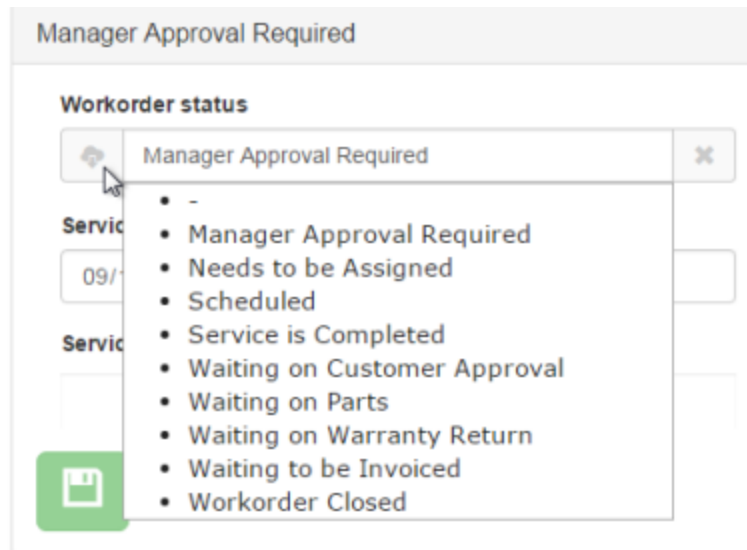 Manager Approval Required
Workorder status
Manager Approval Required
-
Manager Approval Required
Needs to be Assigned
Scheduled
Service is Completed
Waiting on Customer Approval
Waiting on Parts
Waiting on Warranty Return
Waiting to be Invoiced
Workorder Closed